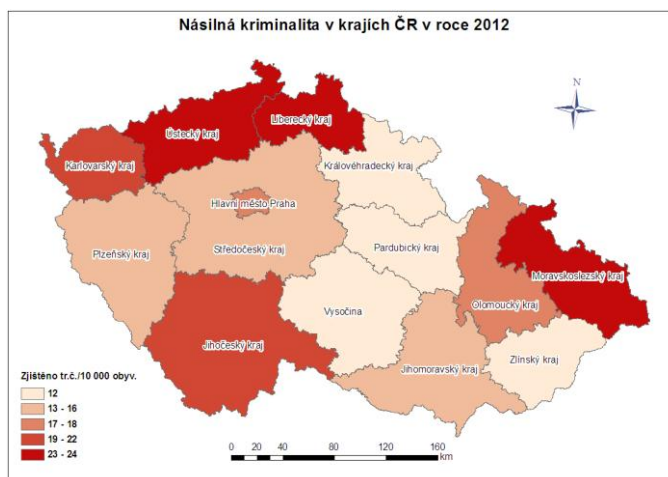 Násilná kriminalita v krajích ČR v roce 2012
N
Ústecký kraj
Liberecký kraj
Karlovarský kraj
Královéhradecký kraj
Hlavní město Praha
Plzeňský kraj
Středočeský kraj
Pardubický kraj
Moravskoslezský kraj
Vysočina
Olomoucký kraj
Jihočeský kraj
Zlínský kraj
Jihomoravský kraj
Zjištěno tr.č./10 000 obyv.
12
13 - 16
17 - 18
19 - 22
23 - 24
0 20 40 80 120 160
km